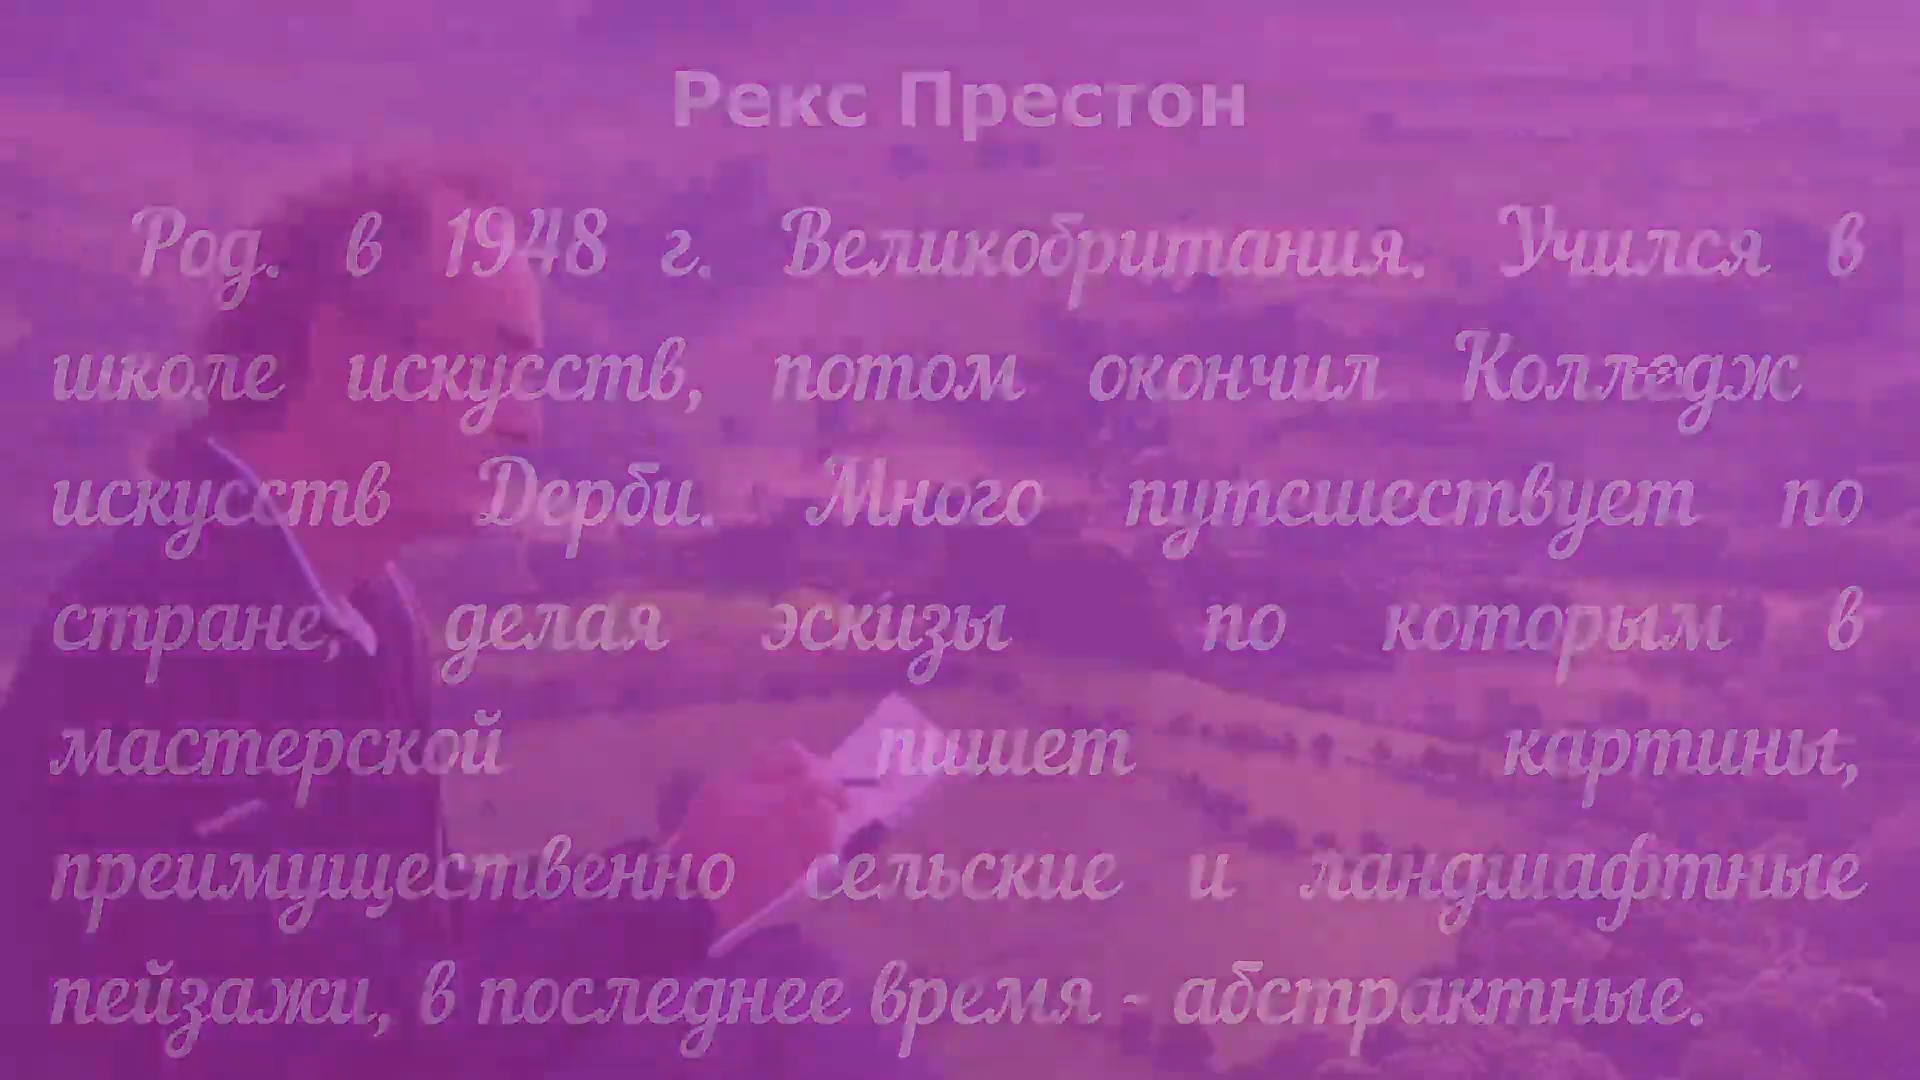 Рекс Престон
Род. в 1948 г. Великобритания. Учился в
школе искусств, потом окончил Колледж
искусств Дерби. Много путешествует по
стране, делая эскизы по которым в
мастерской пишет картины,
преимущественно сельские и ландшафтные
пейзажи, в последнее время - абстрактные.